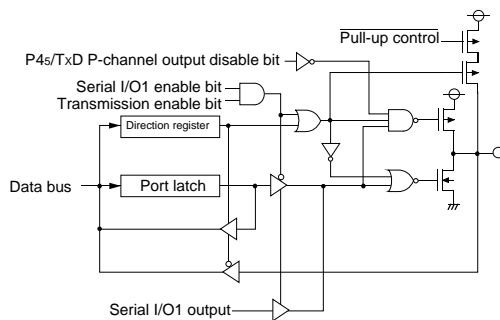 Pull-up control
P45/TxD P-channel output disable bit
Serial I/O1 enable bit
Transmission enable bit
Direction register
Data bus
Port latch
Serial I/O1 output